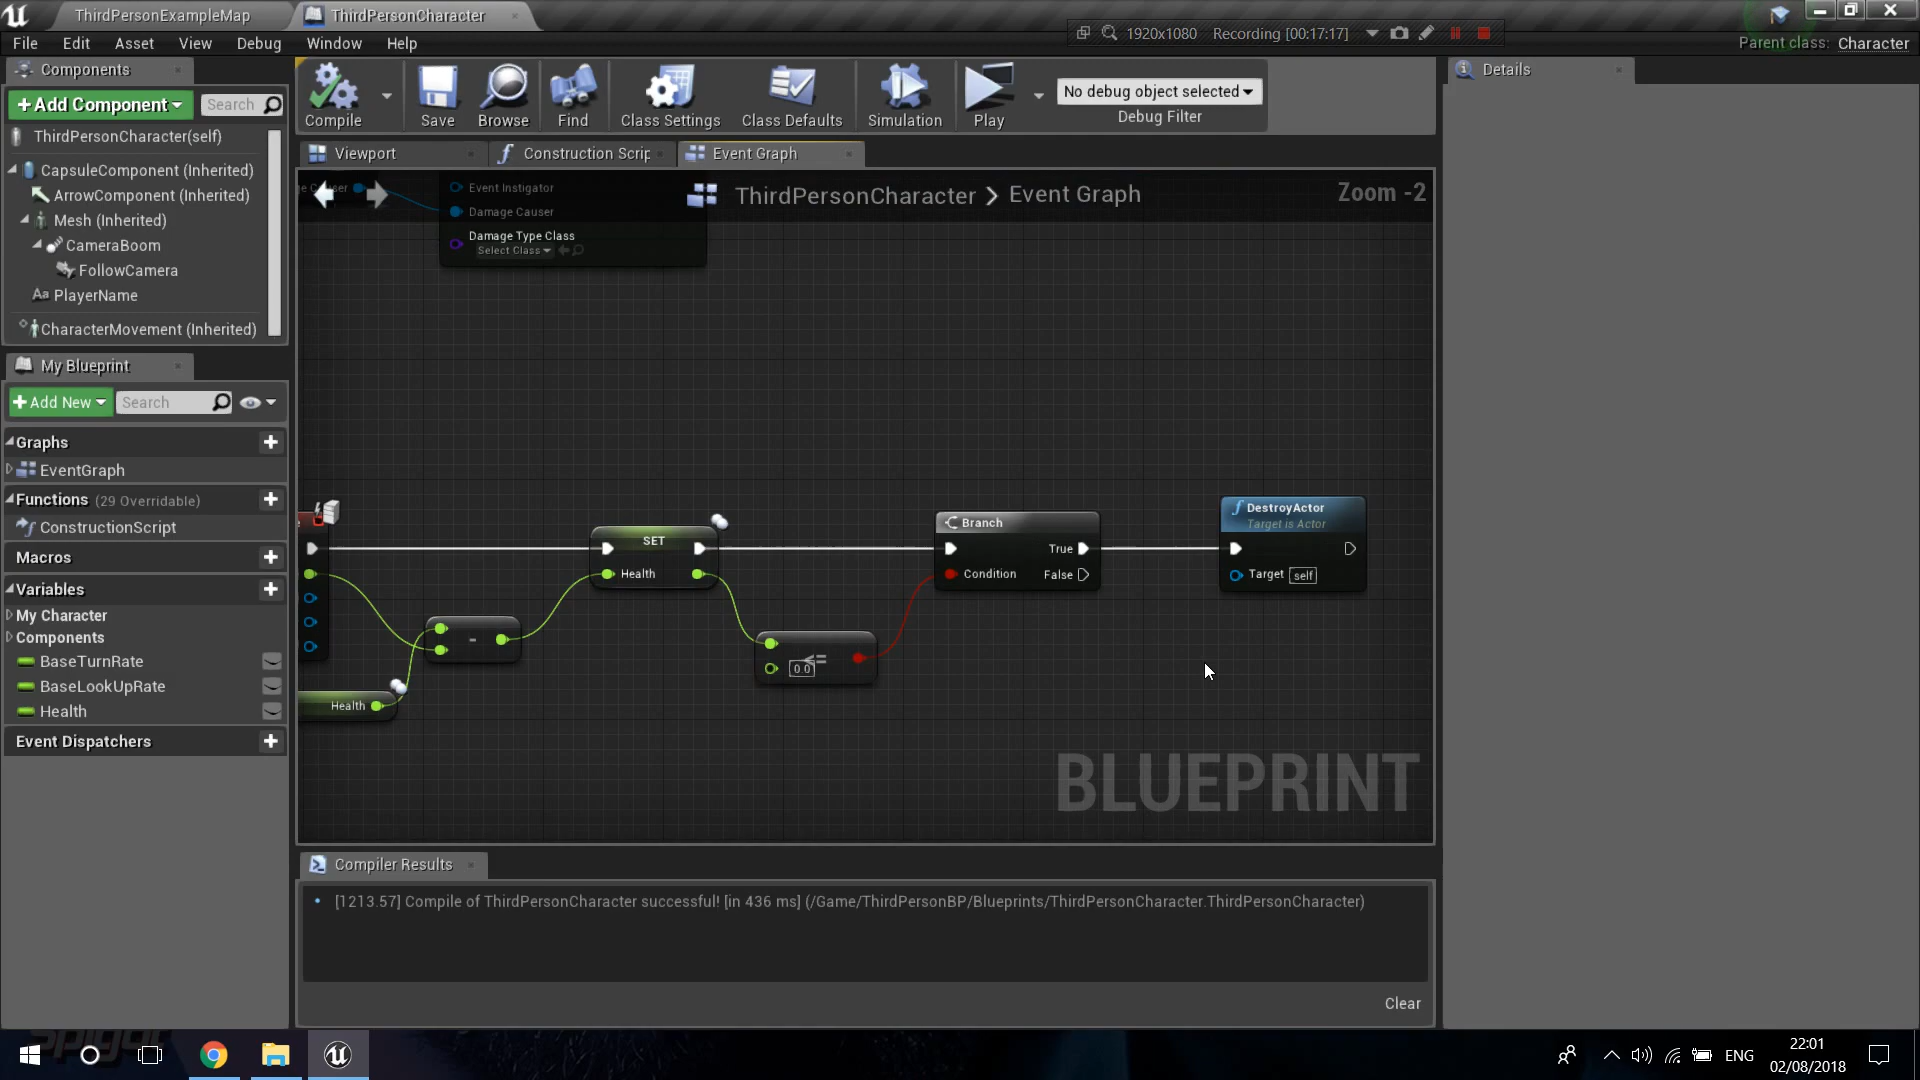 ThirdPersonExampleMap
ThirdPersonCharacter
1920x1080 Recording [00:17:17]
File Edit Asset View Debug Window Help
Parent class: Character
Components
+Add Component
Search
ThirdPersonCharacter(self)
CapsuleComponent (Inherited)
ArrowComponent (Inherited)
Mesh (Inherited)
CameraBoom
FollowCamera
Aa PlayerName
CharacterMovement (Inherited)
Compile
Save
Browse
Find
Class Settings
Class Defaults
Simulation
Play
No debug object selected
Debug Filter
Details
Viewport
Construction Scrip
Event Graph
My Blueprint
+Add New
Search
Graphs
EventGraph
Functions (29 Overridable)
ConstructionScript
Macros
Variables
My Character
Components
BaseTurnRate
BaseLookUpRate
Health
Event Dispatchers
ThirdPersonCharacter > Event Graph
Zoom -2
Event Instigator
Damage Causer
Damage Type Class
Select Class
SET
Health
-
Health
<=
0.0
Branch
True
Condition
False
DestroyActor
Target is Actor
Target self
BLUEPRINT
Compiler Results
[1213.57] Compile of ThirdPersonCharacter successful! [in 436 ms] (/Game/ThirdPersonBP/Blueprints/ThirdPersonCharacter.ThirdPersonCharacter)
Clear
ENG
22:01
02/08/2018